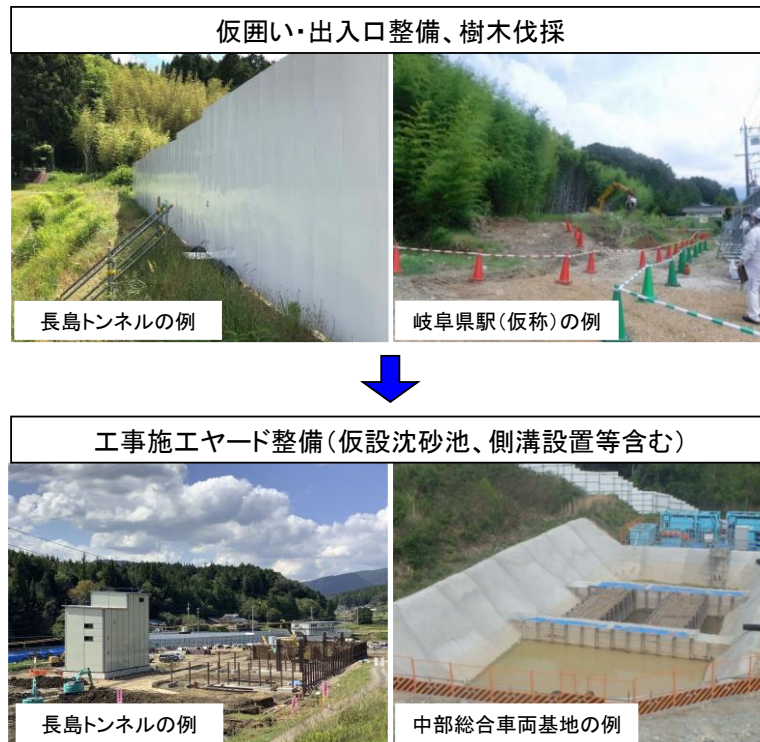 仮囲い・出入口整備、樹木伐採
長島トンネルの例
岐阜県駅(仮称)の例
工事施工ヤード整備(仮設沈砂池、側溝設置等含む)
長島トンネルの例
中部総合車両基地の例